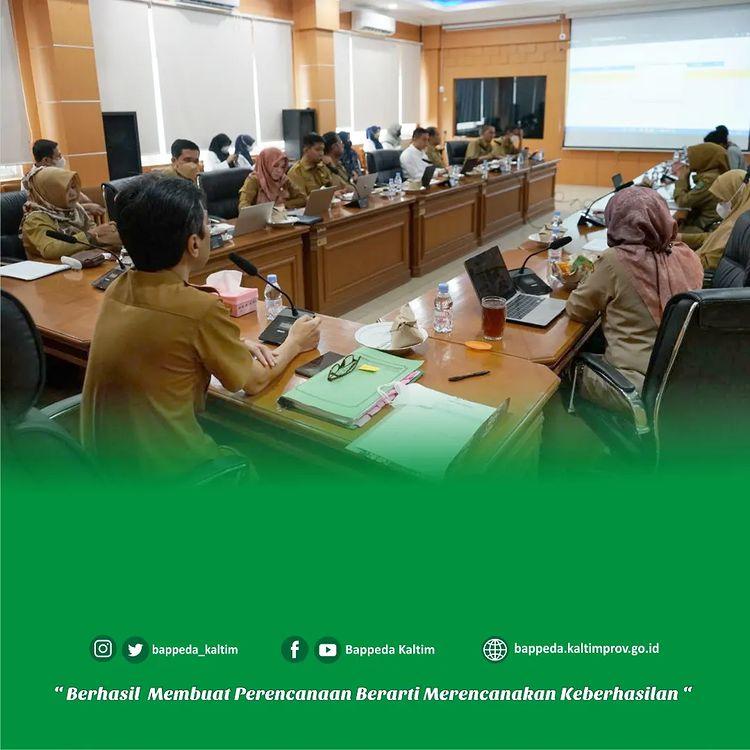 bappeda_kaltim
Bappeda Kaltim
bappeda.kaltimprov.go.id
“ Berhasil Membuat Perencanaan Berarti Merencanakan Keberhasilan “